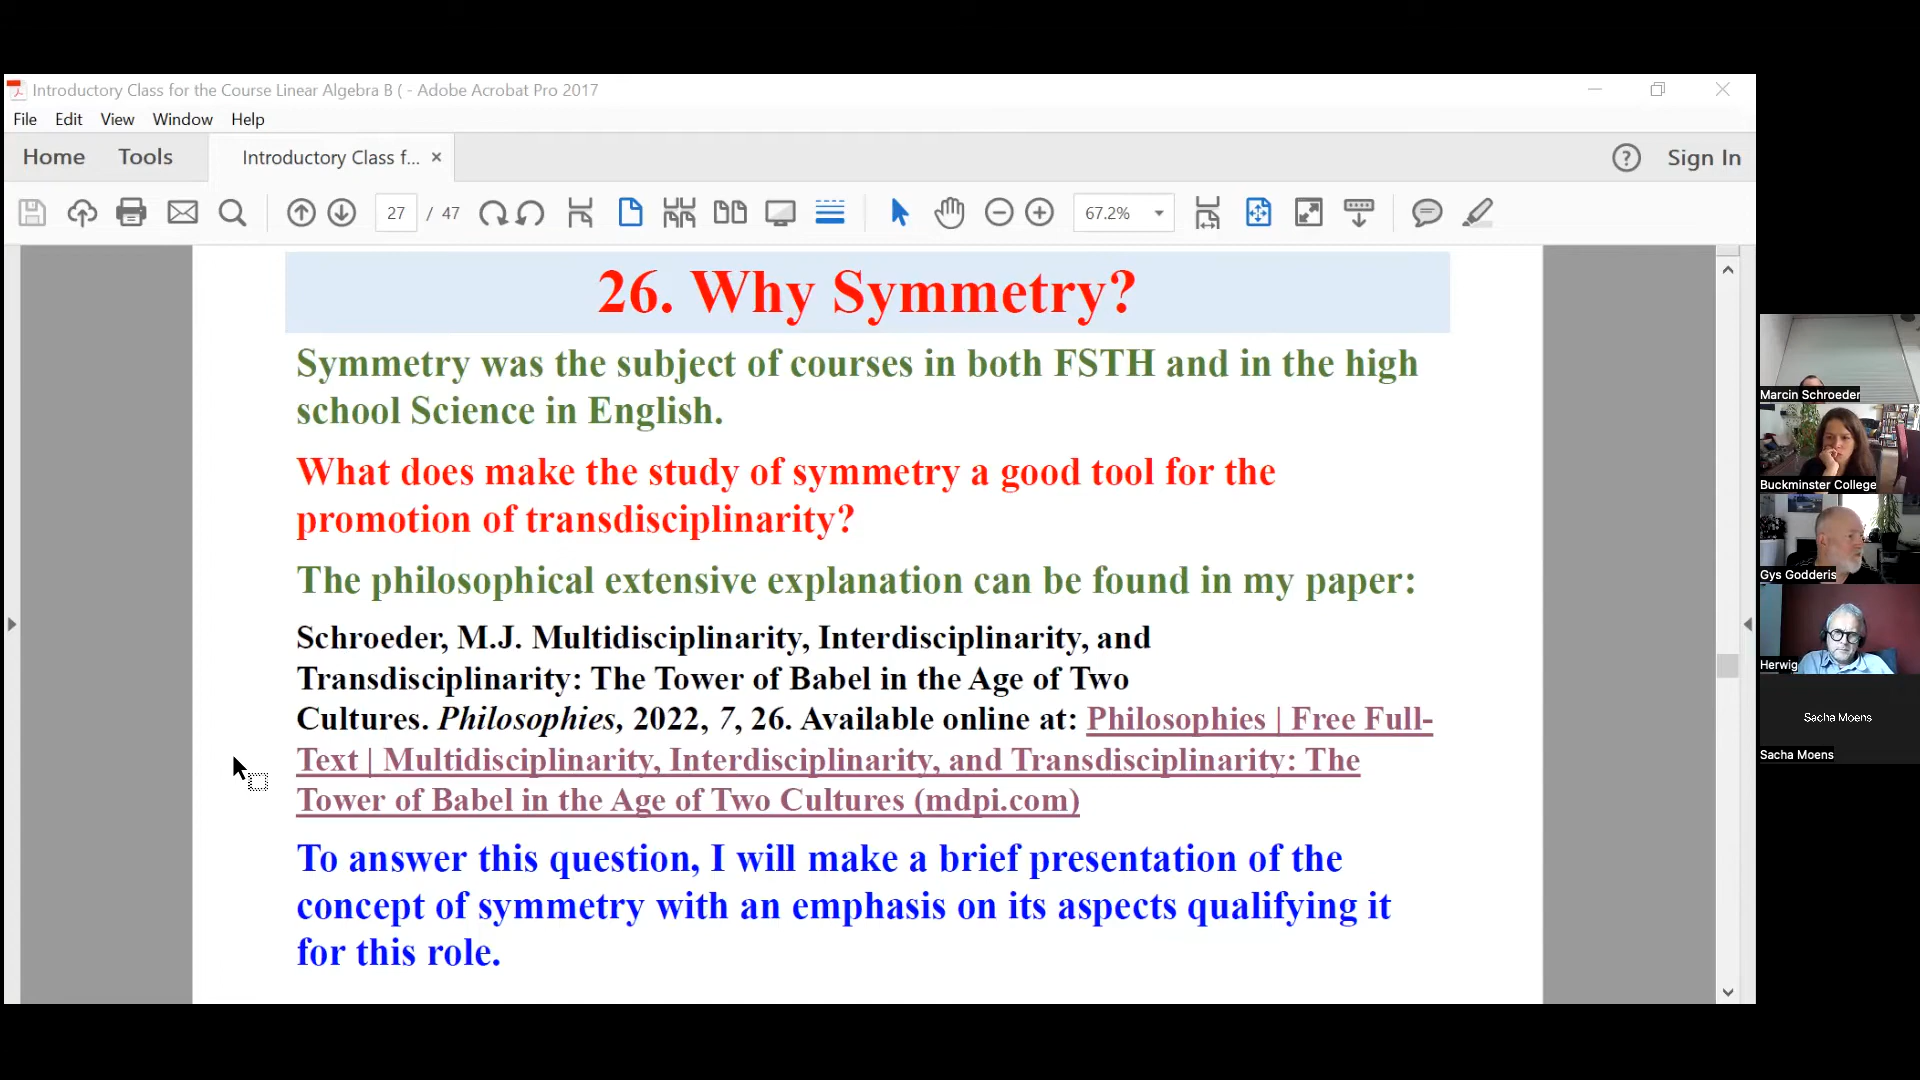 Introductory Class for the Course Linear Algebra B ( - Adobe Acrobat Pro 2017
File Edit View Window Help
Home Tools Introductory Class f... × ? Sign In
27 / 47 67.2%
26. Why Symmetry?
Symmetry was the subject of courses in both FSTH and in the high
school Science in English.
What does make the study of symmetry a good tool for the
promotion of transdisciplinarity?
The philosophical extensive explanation can be found in my paper:
Schroeder, M.J. Multidisciplinarity, Interdisciplinarity, and
Transdisciplinarity: The Tower of Babel in the Age of Two
Cultures. Philosophies, 2022, 7, 26. Available online at: Philosophies | Free Full-
Text | Multidisciplinarity, Interdisciplinarity, and Transdisciplinarity: The
Tower of Babel in the Age of Two Cultures (mdpi.com)
To answer this question, I will make a brief presentation of the
concept of symmetry with an emphasis on its aspects qualifying it
for this role.
Marcin Schroeder
Buckminster College
Gys Godderis
Herwig
Sacha Moens
Sacha Moens